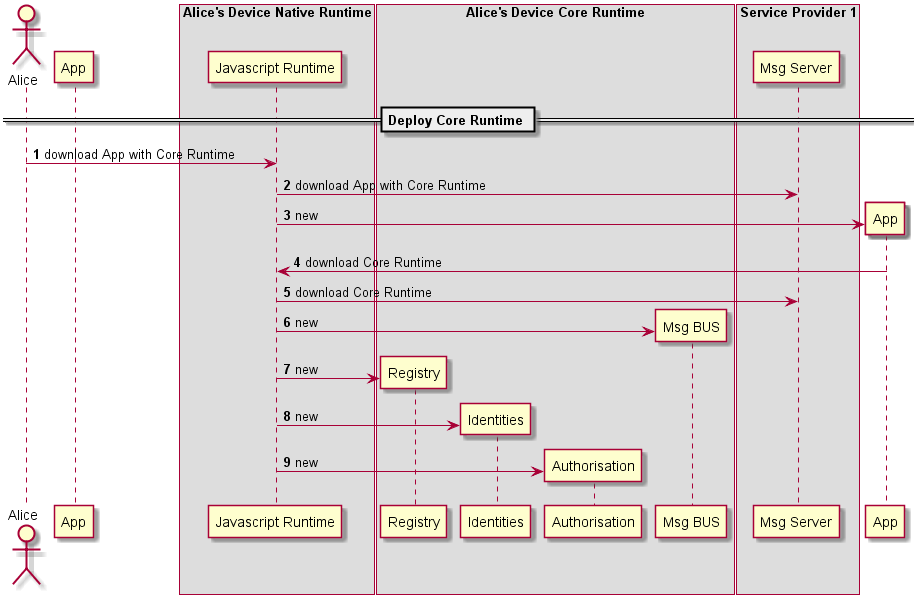 Alice's Device Native Runtime
Alice's Device Core Runtime
Service Provider 1
Alice
App
Javascript Runtime
Msg Server
Deploy Core Runtime
1 download App with Core Runtime
2 download App with Core Runtime
3 new
App
4 download Core Runtime
5 download Core Runtime
6 new
Msg BUS
7 new
Registry
8 new
Identities
9 new
Authorisation
Alice
App
Javascript Runtime
Registry
Identities
Authorisation
Msg BUS
Msg Server
App